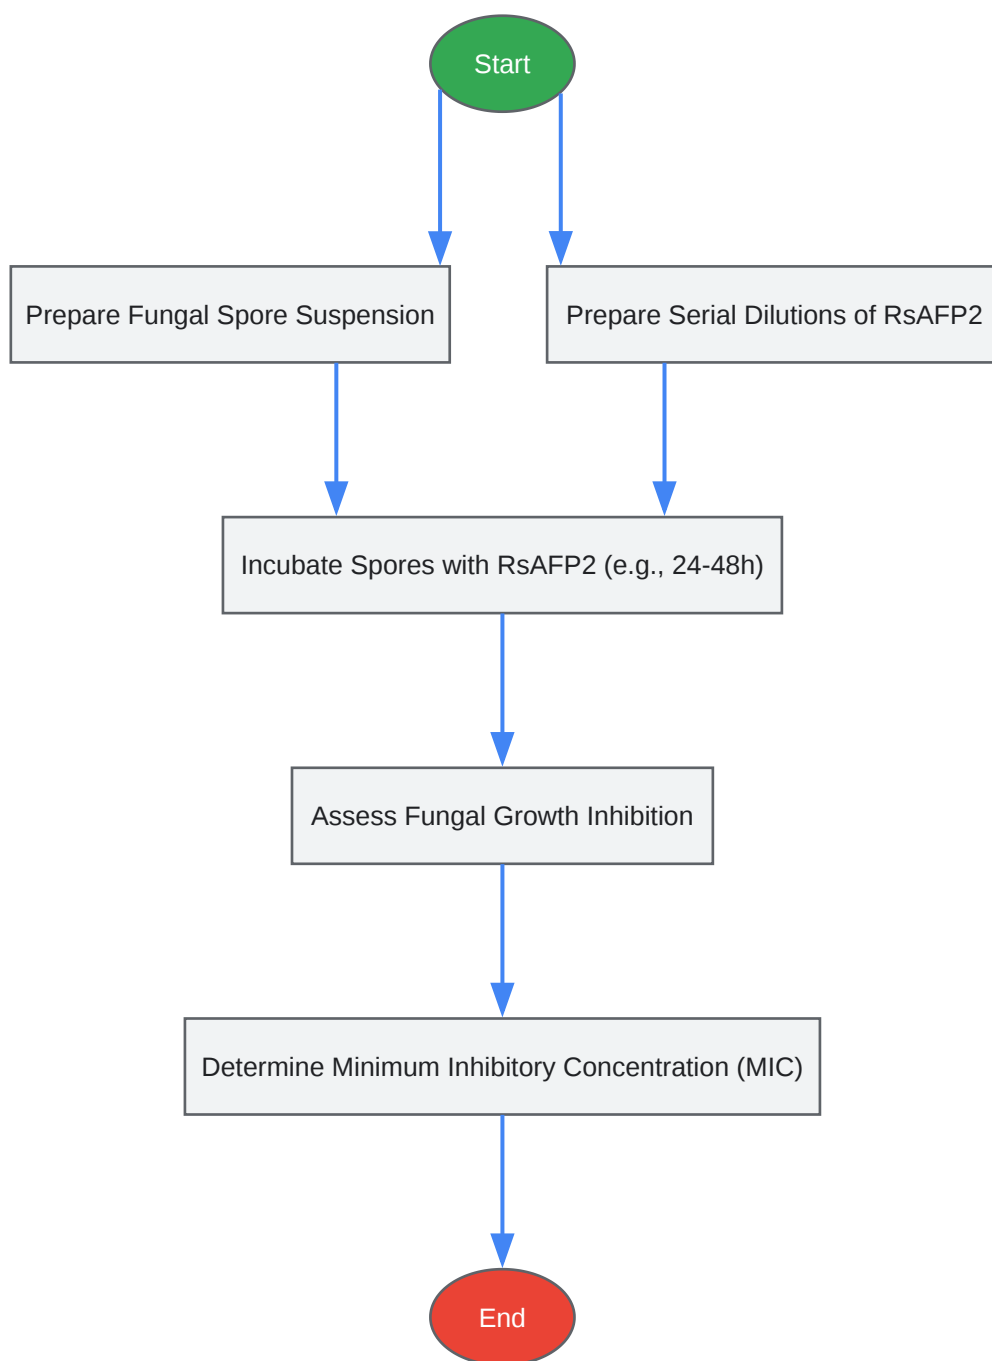 Start
Prepare Fungal Spore Suspension
Prepare Serial Dilutions of RsAFP2
Incubate Spores with RsAFP2 (e.g., 24-48h)
Assess Fungal Growth Inhibition
Determine Minimum Inhibitory Concentration (MIC)
End